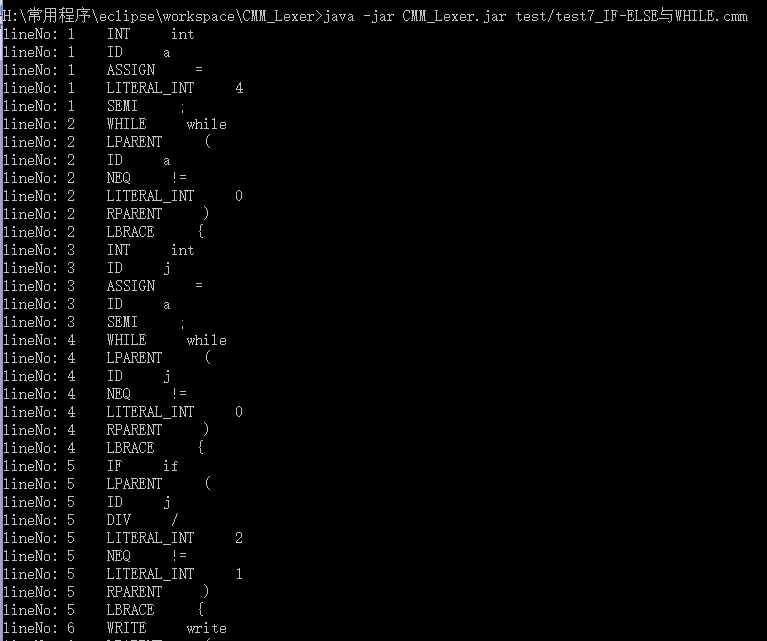 H:\常用程序\eclipse\workspace\CMM_Lexer>java -jar CMM_Lexer.jar test/test7_IF-ELSE与WHILE.cmm
lineNo: 1    INT     int
lineNo: 1    ID     a
lineNo: 1    ASSIGN     =
lineNo: 1    LITERAL_INT     4
lineNo: 1    SEMI     ;
lineNo: 2    WHILE     while
lineNo: 2    LPARENT     (
lineNo: 2    ID     a
lineNo: 2    NEQ     !=
lineNo: 2    LITERAL_INT     0
lineNo: 2    RPARENT     )
lineNo: 2    LBRACE     {
lineNo: 3    INT     int
lineNo: 3    ID     j
lineNo: 3    ASSIGN     =
lineNo: 3    ID     a
lineNo: 3    SEMI     ;
lineNo: 4    WHILE     while
lineNo: 4    LPARENT     (
lineNo: 4    ID     j
lineNo: 4    NEQ     !=
lineNo: 4    LITERAL_INT     0
lineNo: 4    RPARENT     )
lineNo: 4    LBRACE     {
lineNo: 5    IF     if
lineNo: 5    LPARENT     (
lineNo: 5    ID     j
lineNo: 5    DIV     /
lineNo: 5    LITERAL_INT     2
lineNo: 5    NEQ     !=
lineNo: 5    LITERAL_INT     1
lineNo: 5    RPARENT     )
lineNo: 5    LBRACE     {
lineNo: 6    WRITE     write